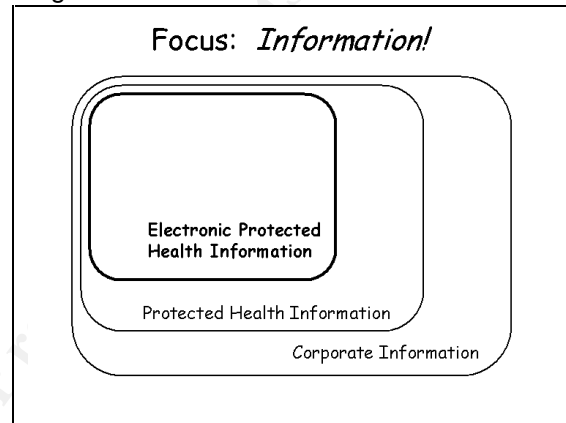 Focus: Information!
Electronic Protected
Health Information
Protected Health Information
Corporate Information